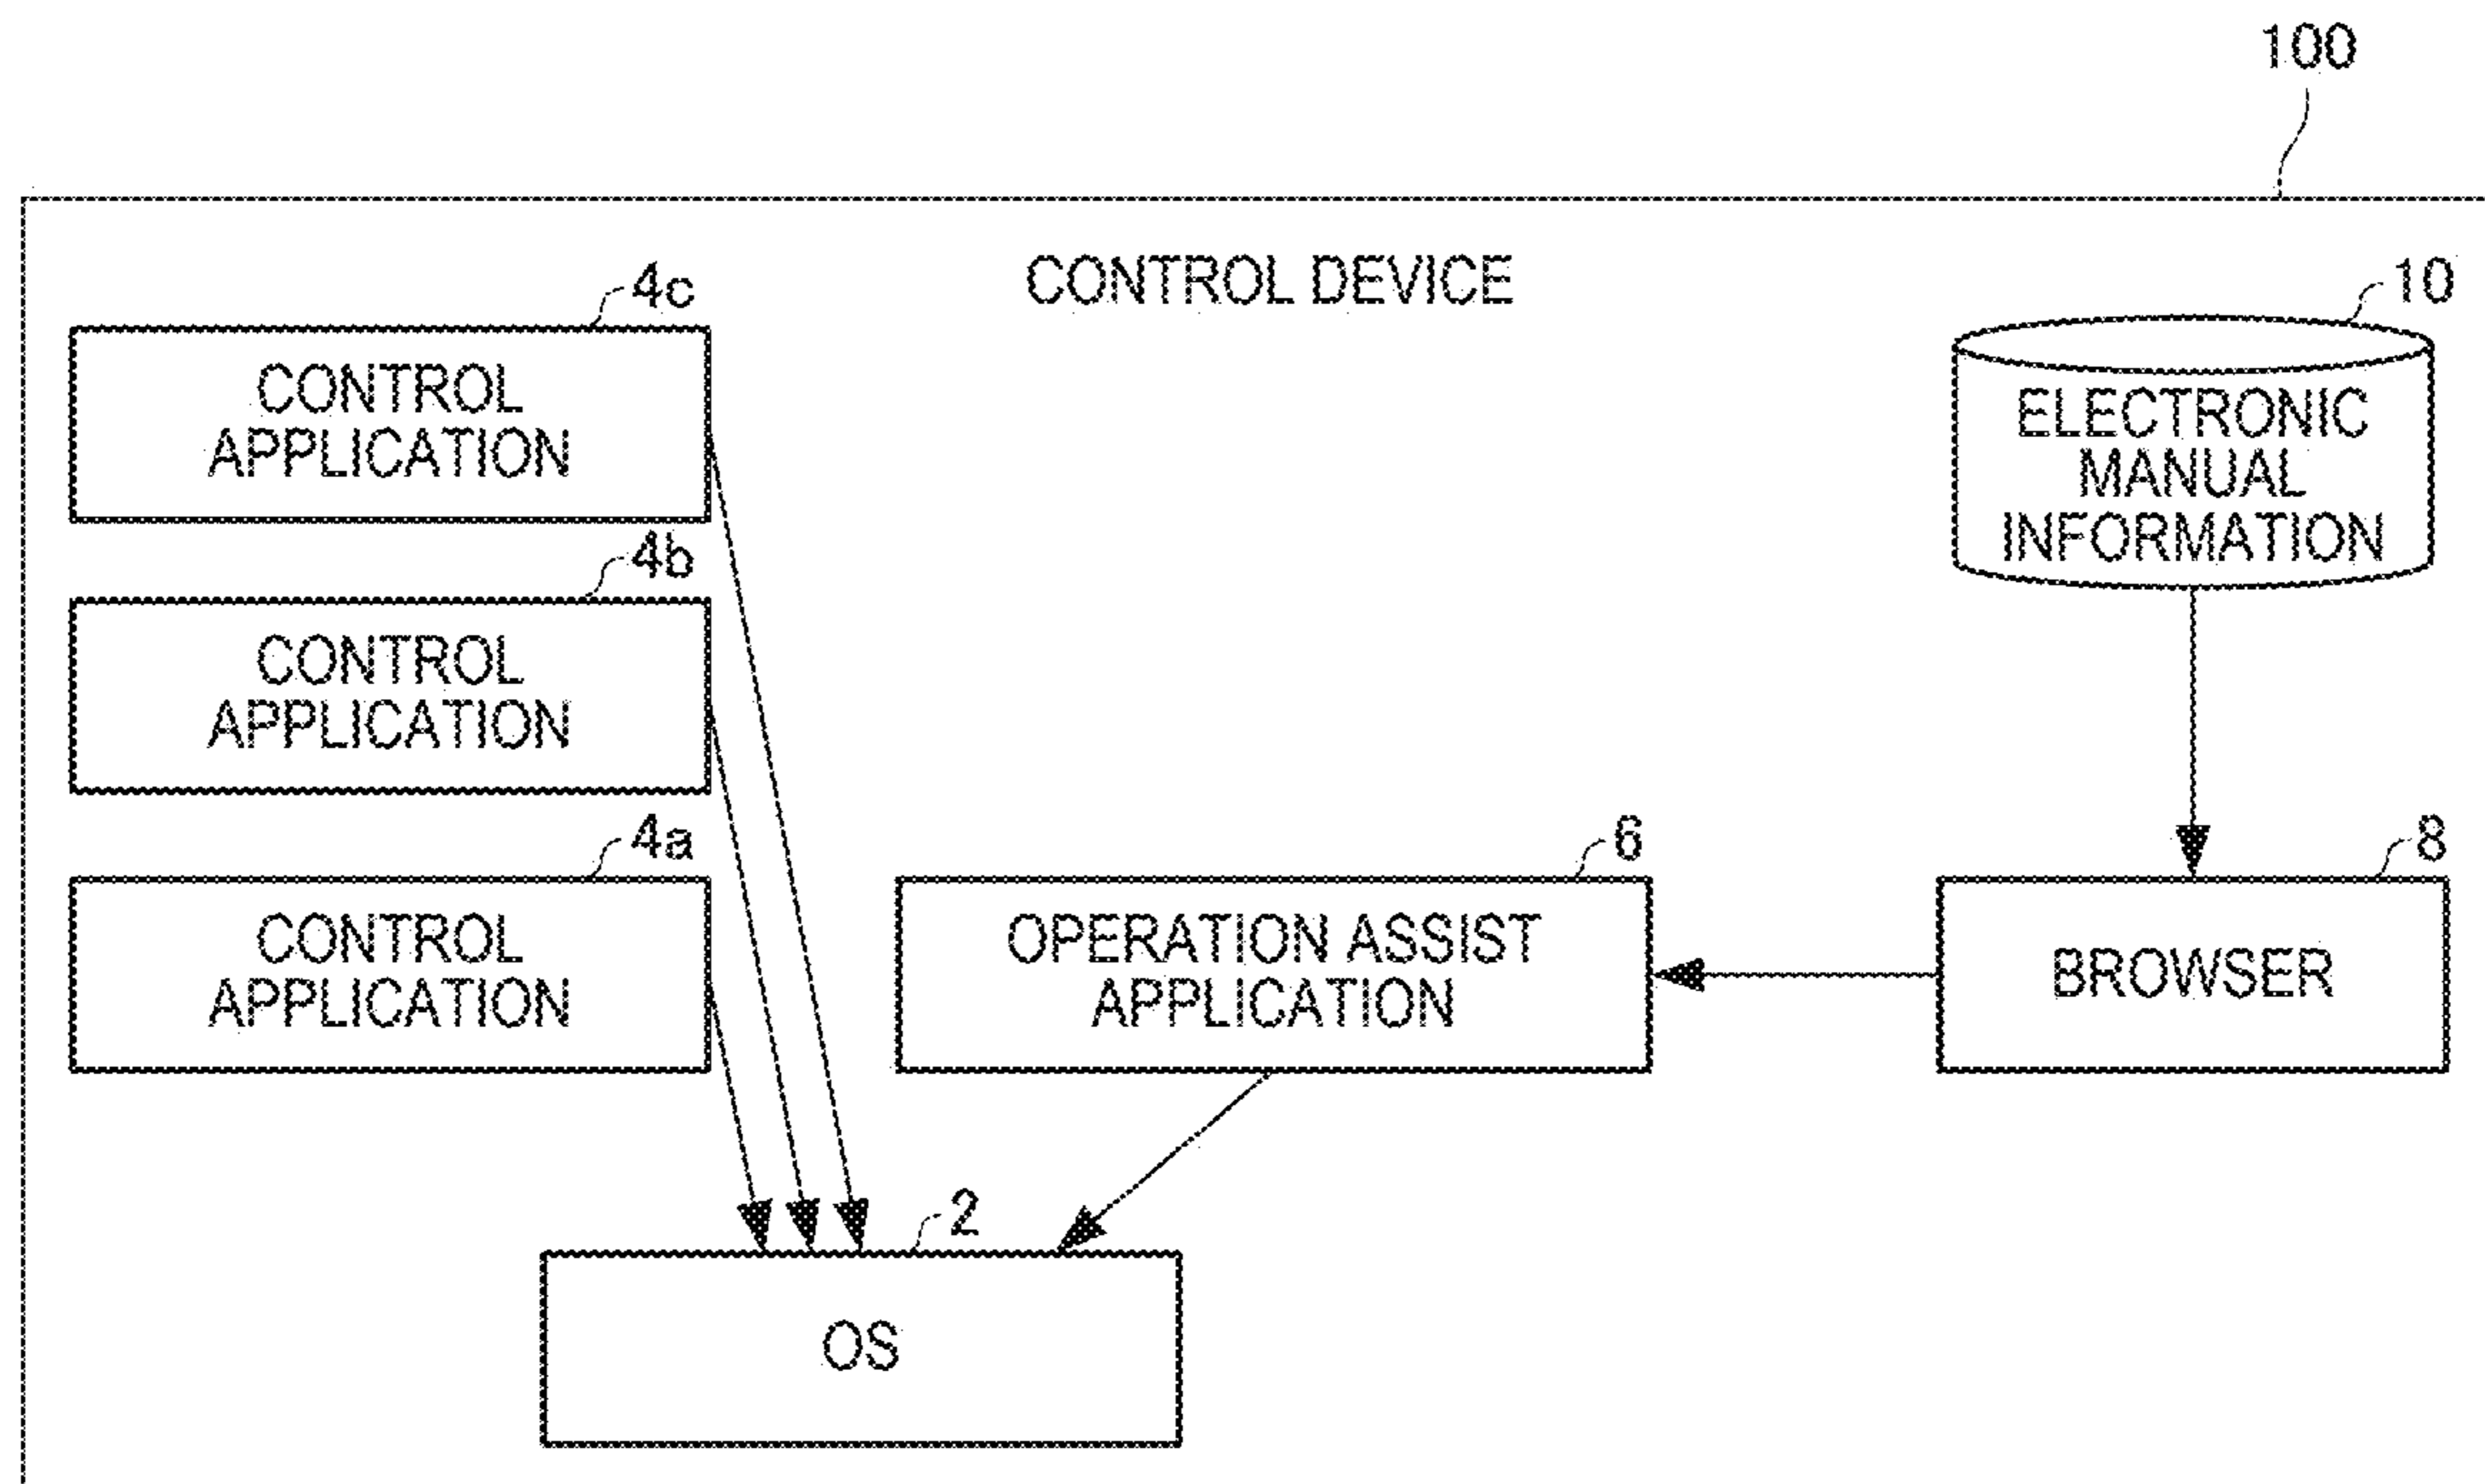 100
CONTROL DEVICE
4c
CONTROL
APPLICATION
10
ELECTRONIC
MANUAL
INFORMATION
4b
CONTROL
APPLICATION
4a
CONTROL
APPLICATION
6
OPERATION ASSIST
APPLICATION
8
BROWSER
2
OS